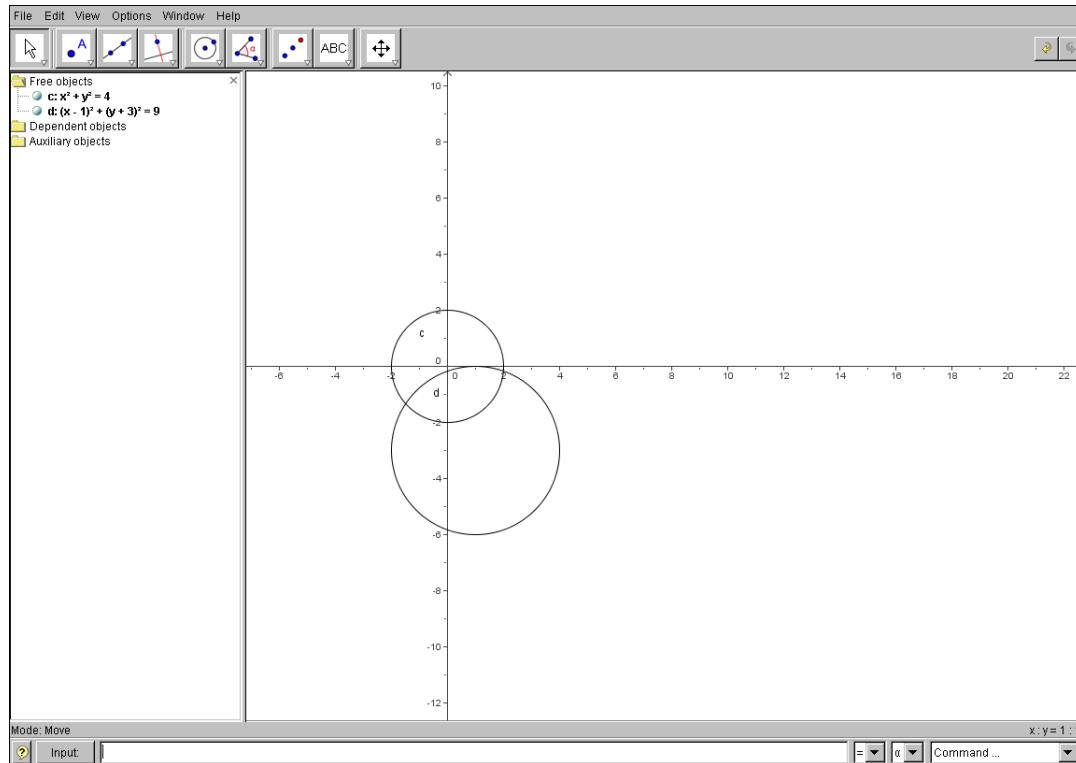 File Edit View Options Window Help
A α ABC
Free objects
c: x² + y² = 4
d: (x - 1)² + (y + 3)² = 9
Dependent objects
Auxiliary objects
10
8
6
4
2
c
0
-6 -4 -2 0 2 4 6 8 10 12 14 16 18 20 22
d
-2
-4
-6
-8
-10
-12
Mode: Move x : y = 1 :
? Input: = α Command ...